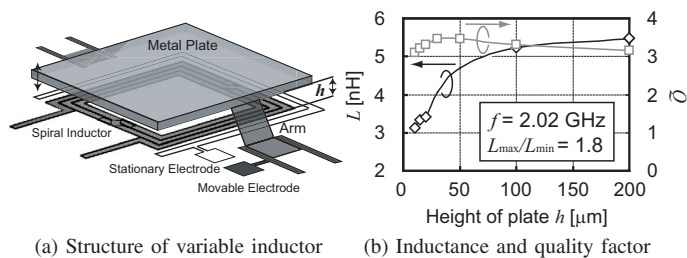 Metal Plate
h
Spiral Inductor
Arm
Stationary Electrode
Movable Electrode
(a) Structure of variable inductor
6
5
4
3
2
L [nH]
4
3
2
1
0
Q̃
f = 2.02 GHz
Lmax/Lmin = 1.8
0 50 100 150 200
Height of plate h [μm]
(b) Inductance and quality factor